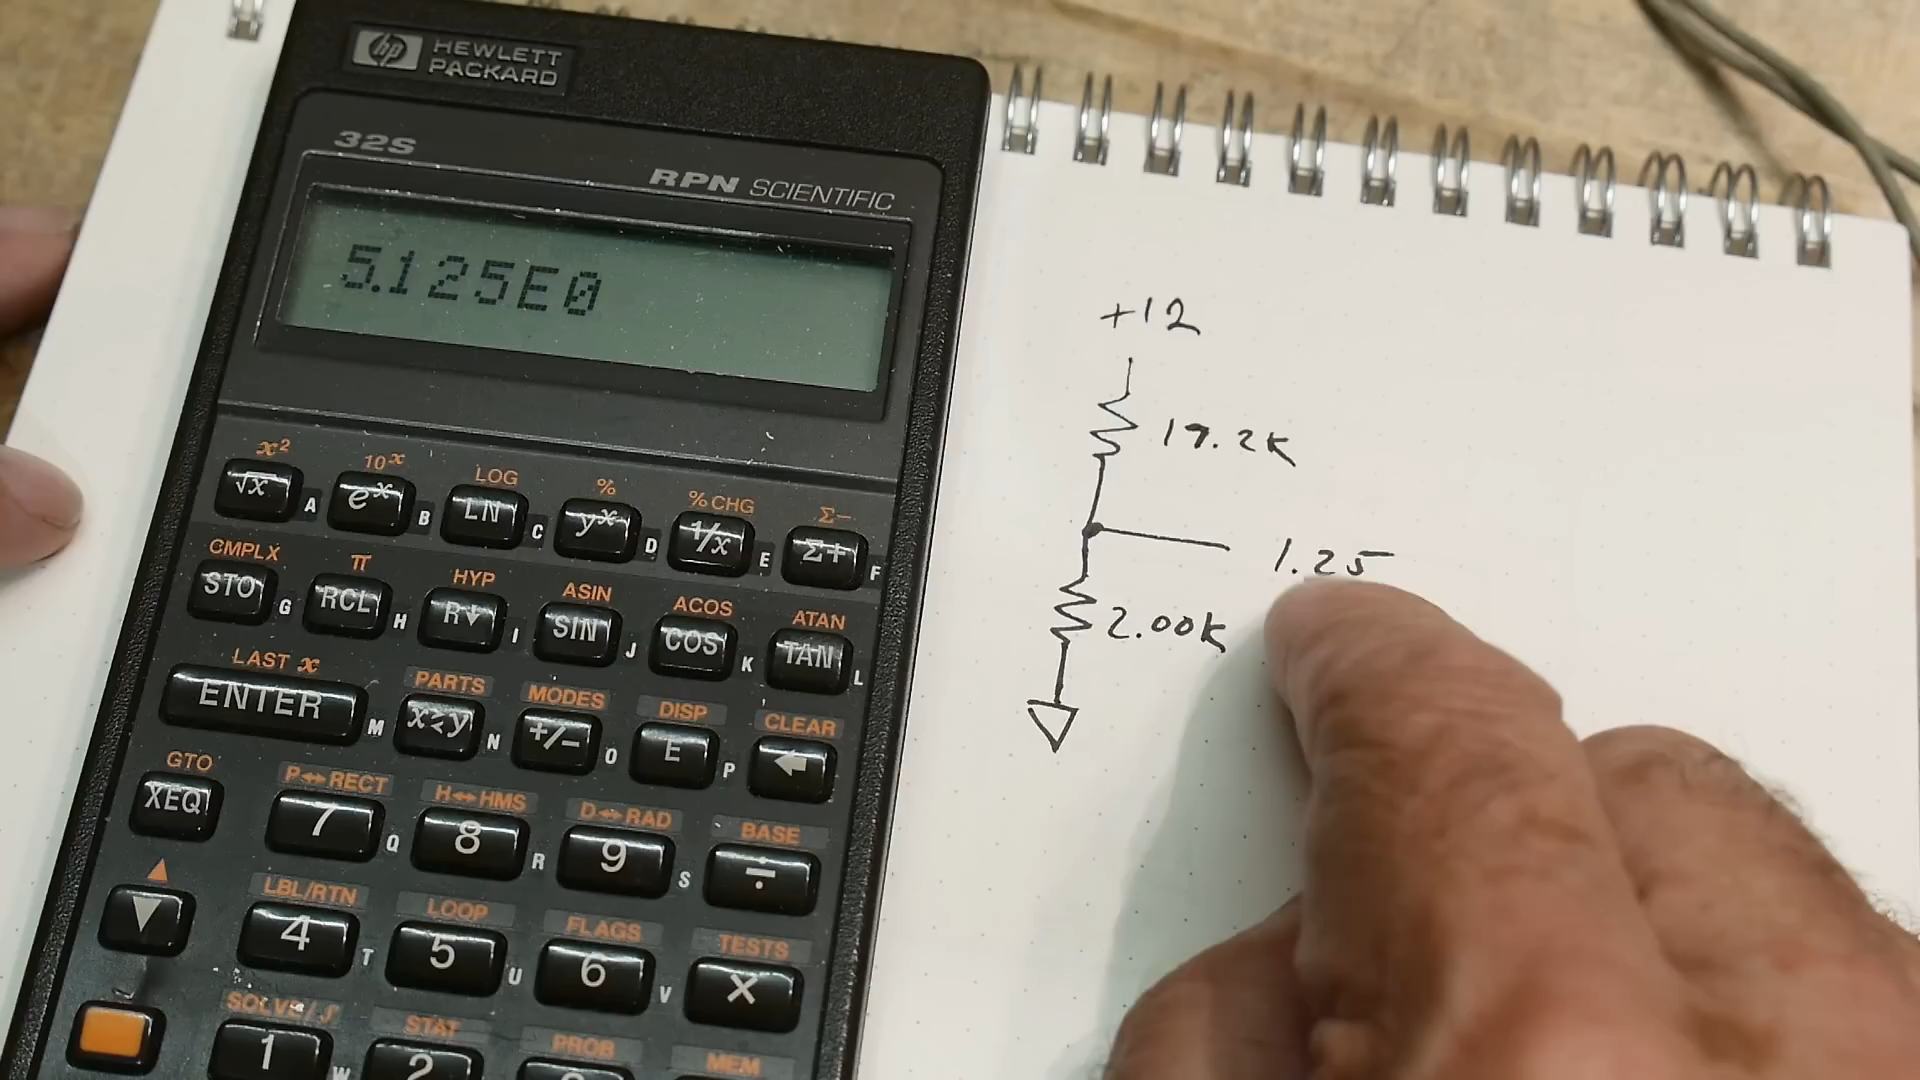 hp HEWLETT
PACKARD
32S
RPN SCIENTIFIC
5.125E0
x² 10ˣ LOG % %CHG Σ−
√x A eˣ B LN C yˣ D 1/x E Σ+ F
CMPLX π HYP ASIN ACOS ATAN
STO G RCL H R▼ I SIN J COS K TAN L
LAST x PARTS MODES DISP CLEAR
ENTER M x≷y N +/− O E P ←
GTO P↔RECT H↔HMS D↔RAD BASE
XEQ 7 Q 8 R 9 S ÷
▲ LBL/RTN LOOP FLAGS TESTS
▼ 4 T 5 U 6 V ×
SOLVE/∫ STAT PROB MEM
1 W 2
+12
17.2K
1.25
2.00K